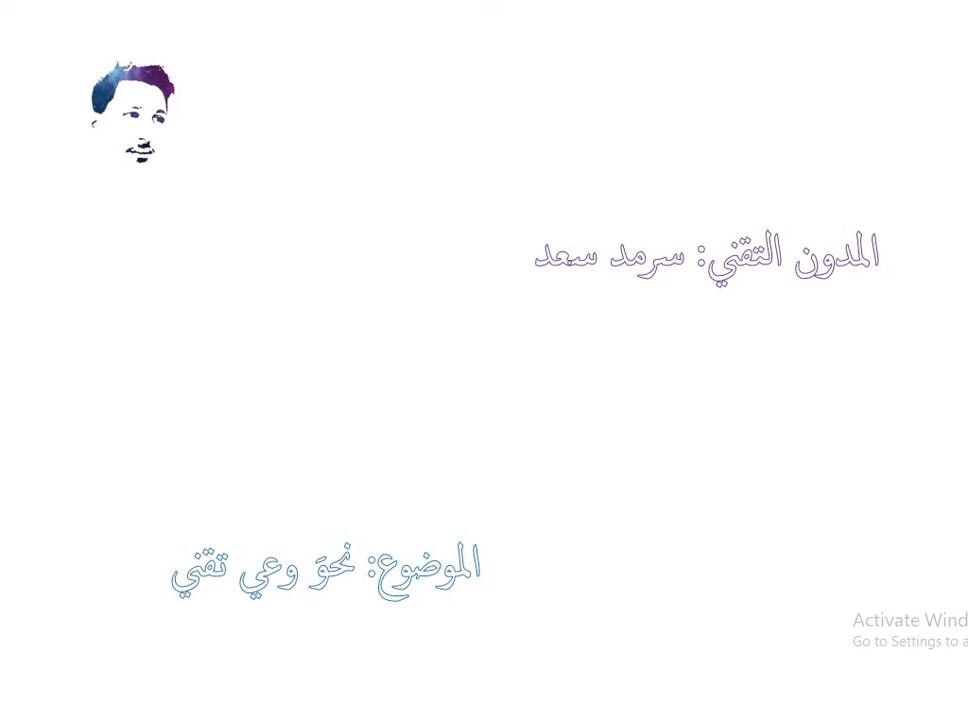 المدون التقني: سرمد سعد
الموضوع: نحوَ وعي تقني
Activate Wind
Go to Settings to a